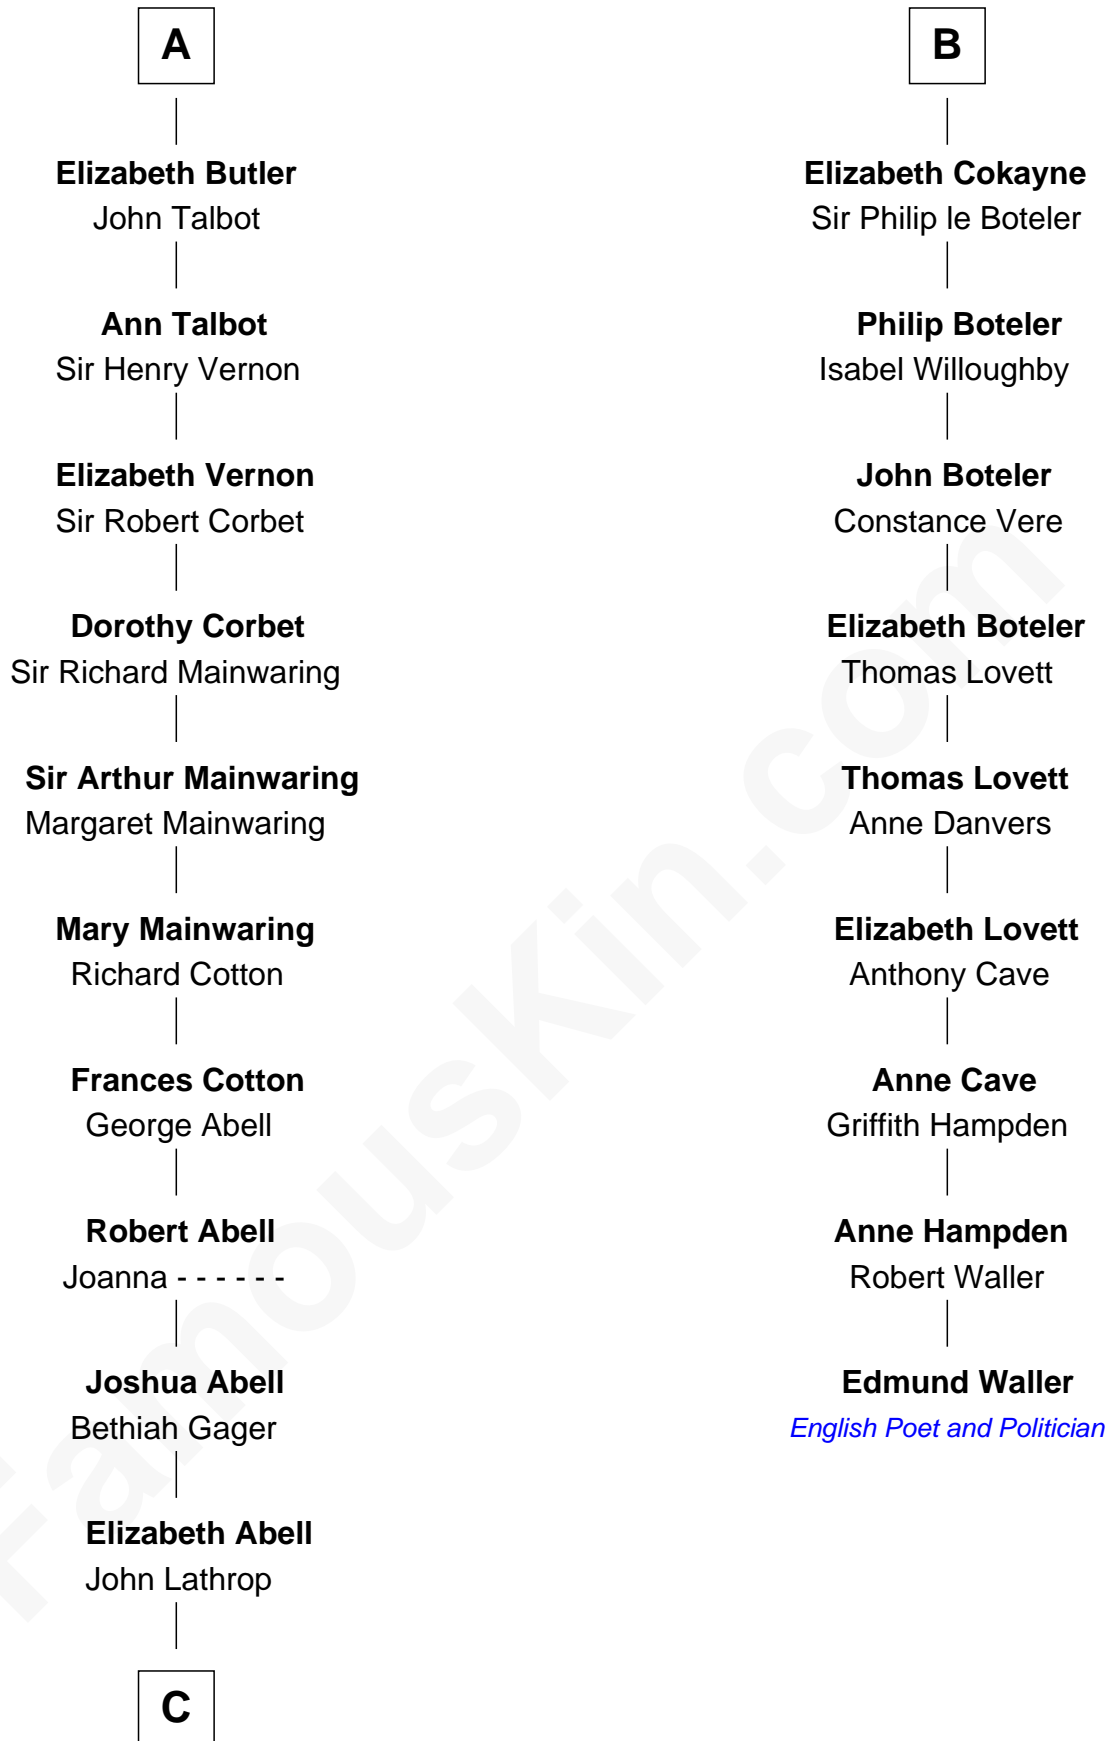 A
Elizabeth Butler
John Talbot
Ann Talbot
Sir Henry Vernon
Elizabeth Vernon
Sir Robert Corbet
Dorothy Corbet
Sir Richard Mainwaring
Sir Arthur Mainwaring
Margaret Mainwaring
Mary Mainwaring
Richard Cotton
Frances Cotton
George Abell
Robert Abell
Joanna - - - - - -
Joshua Abell
Bethiah Gager
Elizabeth Abell
John Lathrop
C
B
Elizabeth Cokayne
Sir Philip le Boteler
Philip Boteler
Isabel Willoughby
John Boteler
Constance Vere
Elizabeth Boteler
Thomas Lovett
Thomas Lovett
Anne Danvers
Elizabeth Lovett
Anthony Cave
Anne Cave
Griffith Hampden
Anne Hampden
Robert Waller
Edmund Waller
English Poet and Politician
FamousKin.com